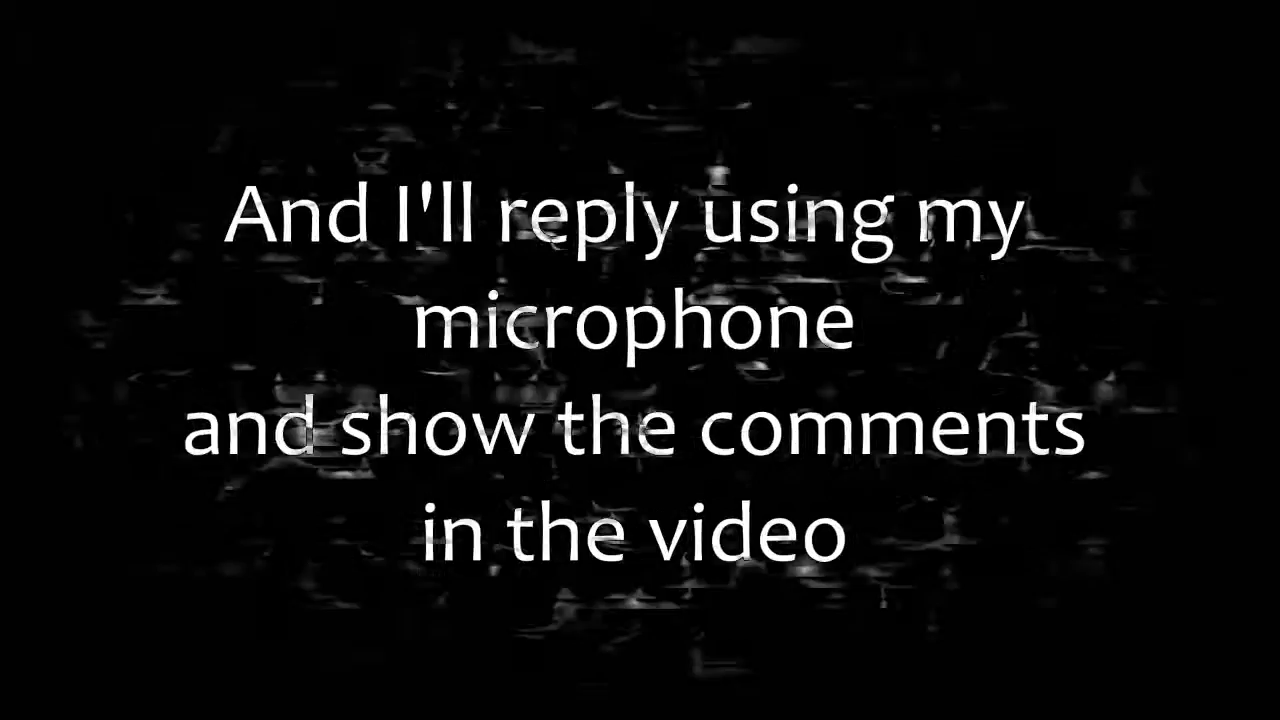 And I'll reply using my
microphone
and show the comments
in the video